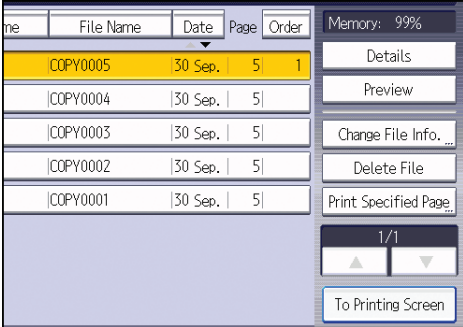 me File Name Date Page Order
COPY0005 30 Sep. 5 1
COPY0004 30 Sep. 5
COPY0003 30 Sep. 5
COPY0002 30 Sep. 5
COPY0001 30 Sep. 5
Memory: 99%
Details
Preview
Change File Info.
Delete File
Print Specified Page
1/1
To Printing Screen